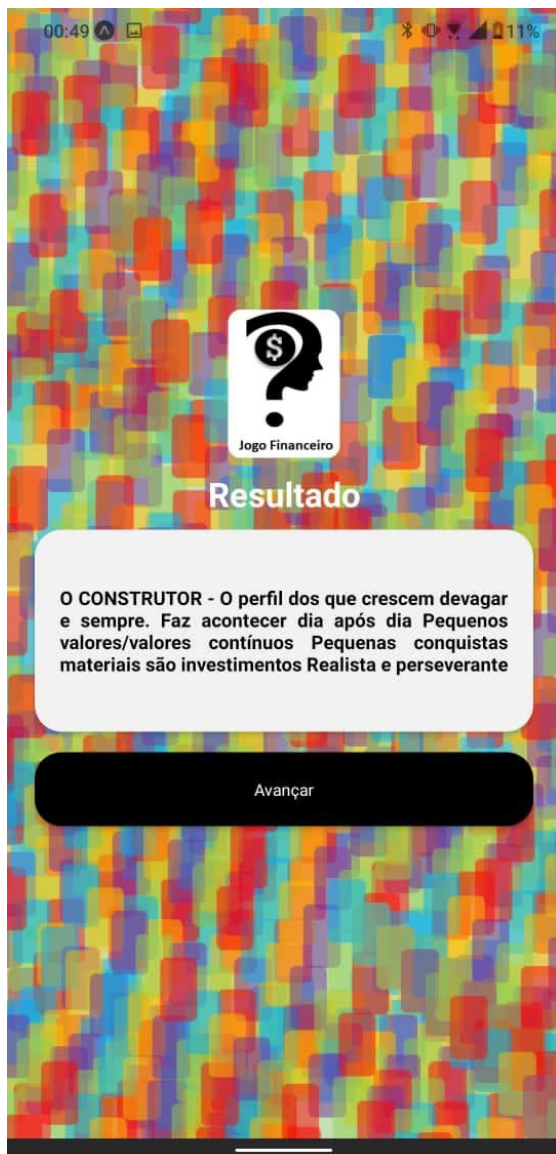 00:49
11%
$
Jogo Financeiro
Resultado
O CONSTRUTOR - O perfil dos que crescem devagar
e sempre. Faz acontecer dia após dia Pequenos
valores/valores contínuos Pequenas conquistas
materiais são investimentos Realista e perseverante
Avançar